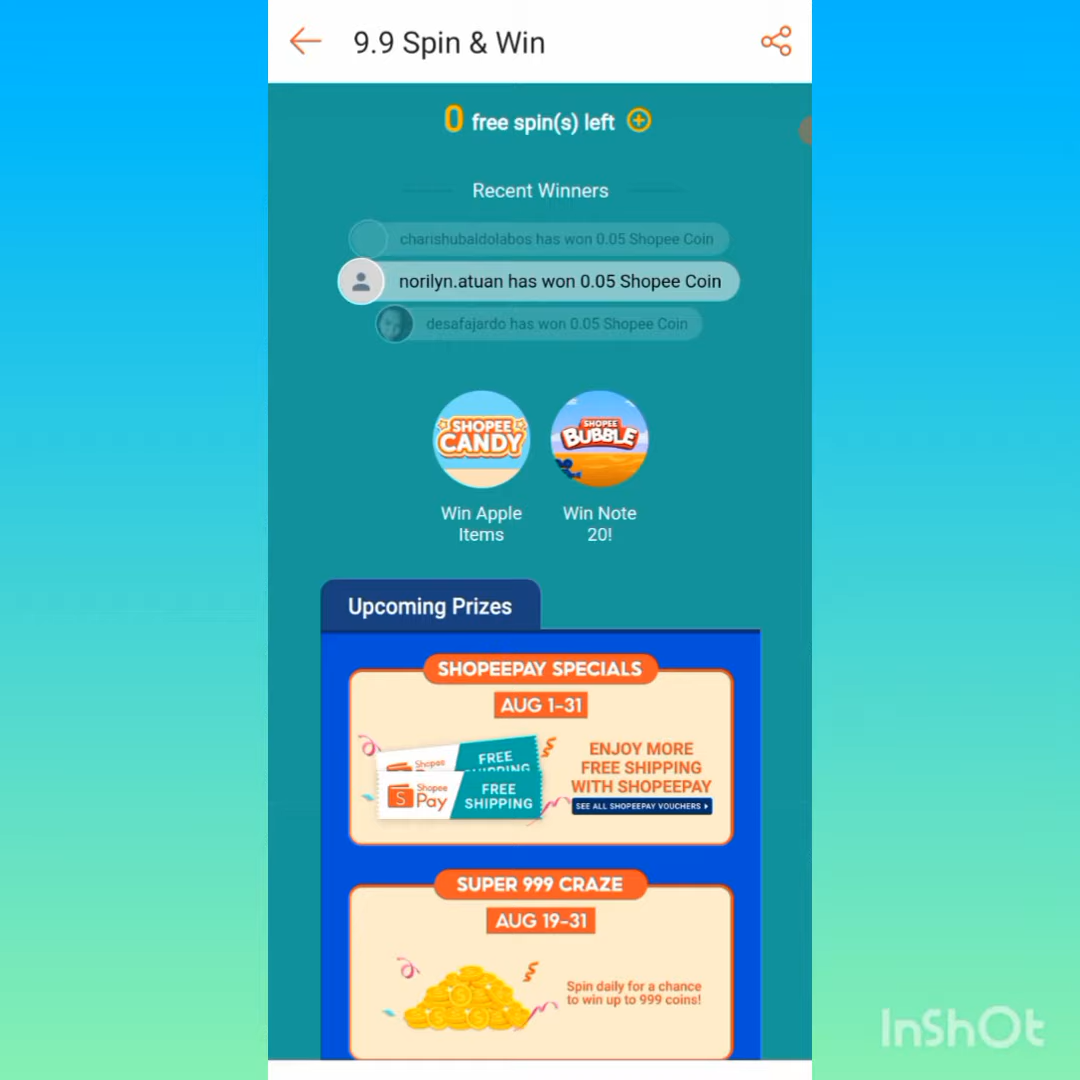 9.9 Spin & Win
0 free spin(s) left
Recent Winners
charishubaldolabos has won 0.05 Shopee Coin
norilyn.atuan has won 0.05 Shopee Coin
desafajardo has won 0.05 Shopee Coin
SHOPEE
CANDY
SHOPEE
BUBBLE
Win Apple
Items
Win Note
20!
Upcoming Prizes
SHOPEEPAY SPECIALS
AUG 1-31
Shopee
FREE
SHIPPING
Shopee
Pay
FREE
SHIPPING
ENJOY MORE
FREE SHIPPING
WITH SHOPEEPAY
SEE ALL SHOPEEPAY VOUCHERS
SUPER 999 CRAZE
AUG 19-31
Spin daily for a chance
to win up to 999 coins!
InShOt